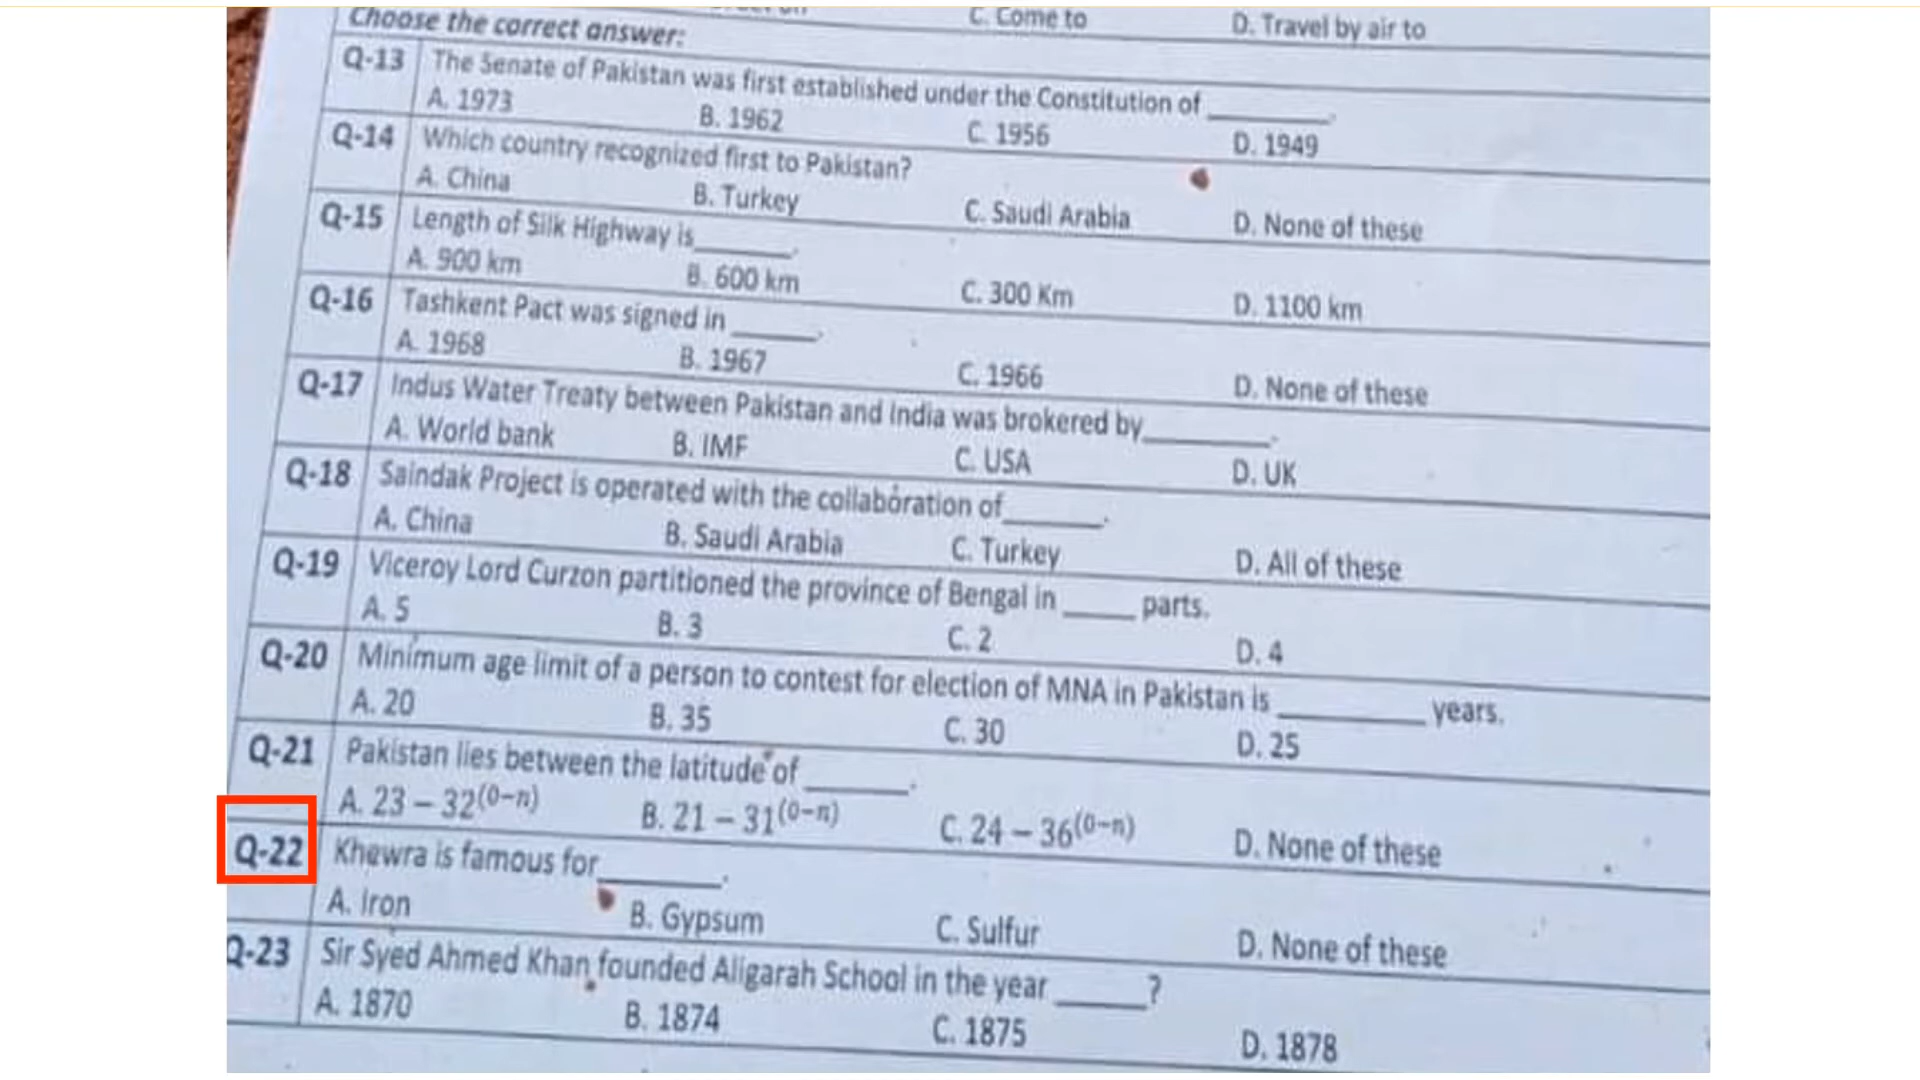 C. Come to D. Travel by air to
Choose the correct answer:
Q-13 The Senate of Pakistan was first established under the Constitution of ________.
A. 1973 B. 1962 C. 1956 D. 1949
Q-14 Which country recognized first to Pakistan?
A. China B. Turkey C. Saudi Arabia D. None of these
Q-15 Length of Silk Highway is______.
A. 900 km B. 600 km C. 300 Km D. 1100 km
Q-16 Tashkent Pact was signed in ______.
A. 1968 B. 1967 C. 1966 D. None of these
Q-17 Indus Water Treaty between Pakistan and India was brokered by________.
A. World bank B. IMF C. USA D. UK
Q-18 Saindak Project is operated with the collaboration of______.
A. China B. Saudi Arabia C. Turkey D. All of these
Q-19 Viceroy Lord Curzon partitioned the province of Bengal in _____ parts.
A. 5 B. 3 C. 2 D. 4
Q-20 Minimum age limit of a person to contest for election of MNA in Pakistan is _________ years.
A. 20 B. 35 C. 30 D. 25
Q-21 Pakistan lies between the latitude of ______.
A. 23 – 32(0–n) B. 21 – 31(0–n) C. 24 – 36(0–n) D. None of these
Q-22 Khewra is famous for________.
A. Iron B. Gypsum C. Sulfur D. None of these
Q-23 Sir Syed Ahmed Khan founded Aligarah School in the year ______?
A. 1870 B. 1874 C. 1875 D. 1878